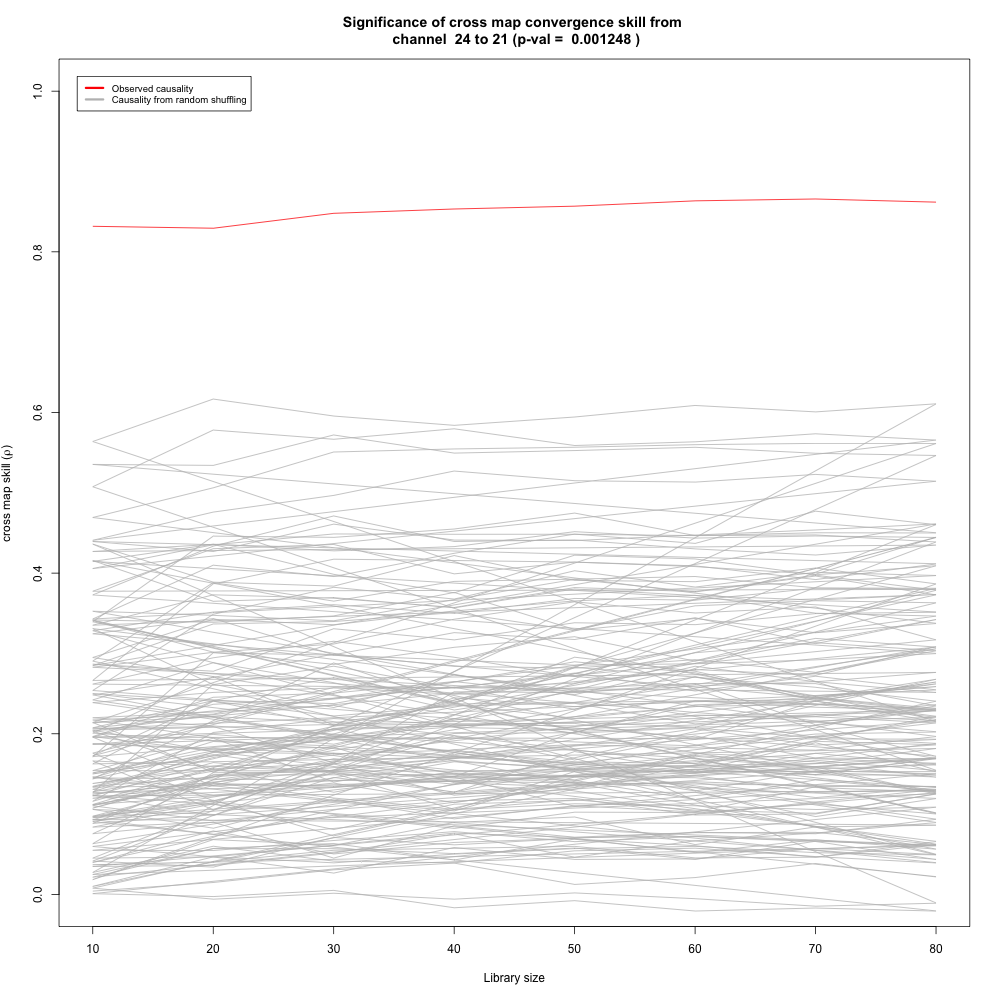 Significance of cross map convergence skill from
channel  24 to 21 (p-val =  0.001248 )
Observed causality
Causality from random shuffling
1.0
0.8
0.6
0.4
0.2
0.0
cross map skill (ρ)
10 20 30 40 50 60 70 80
Library size